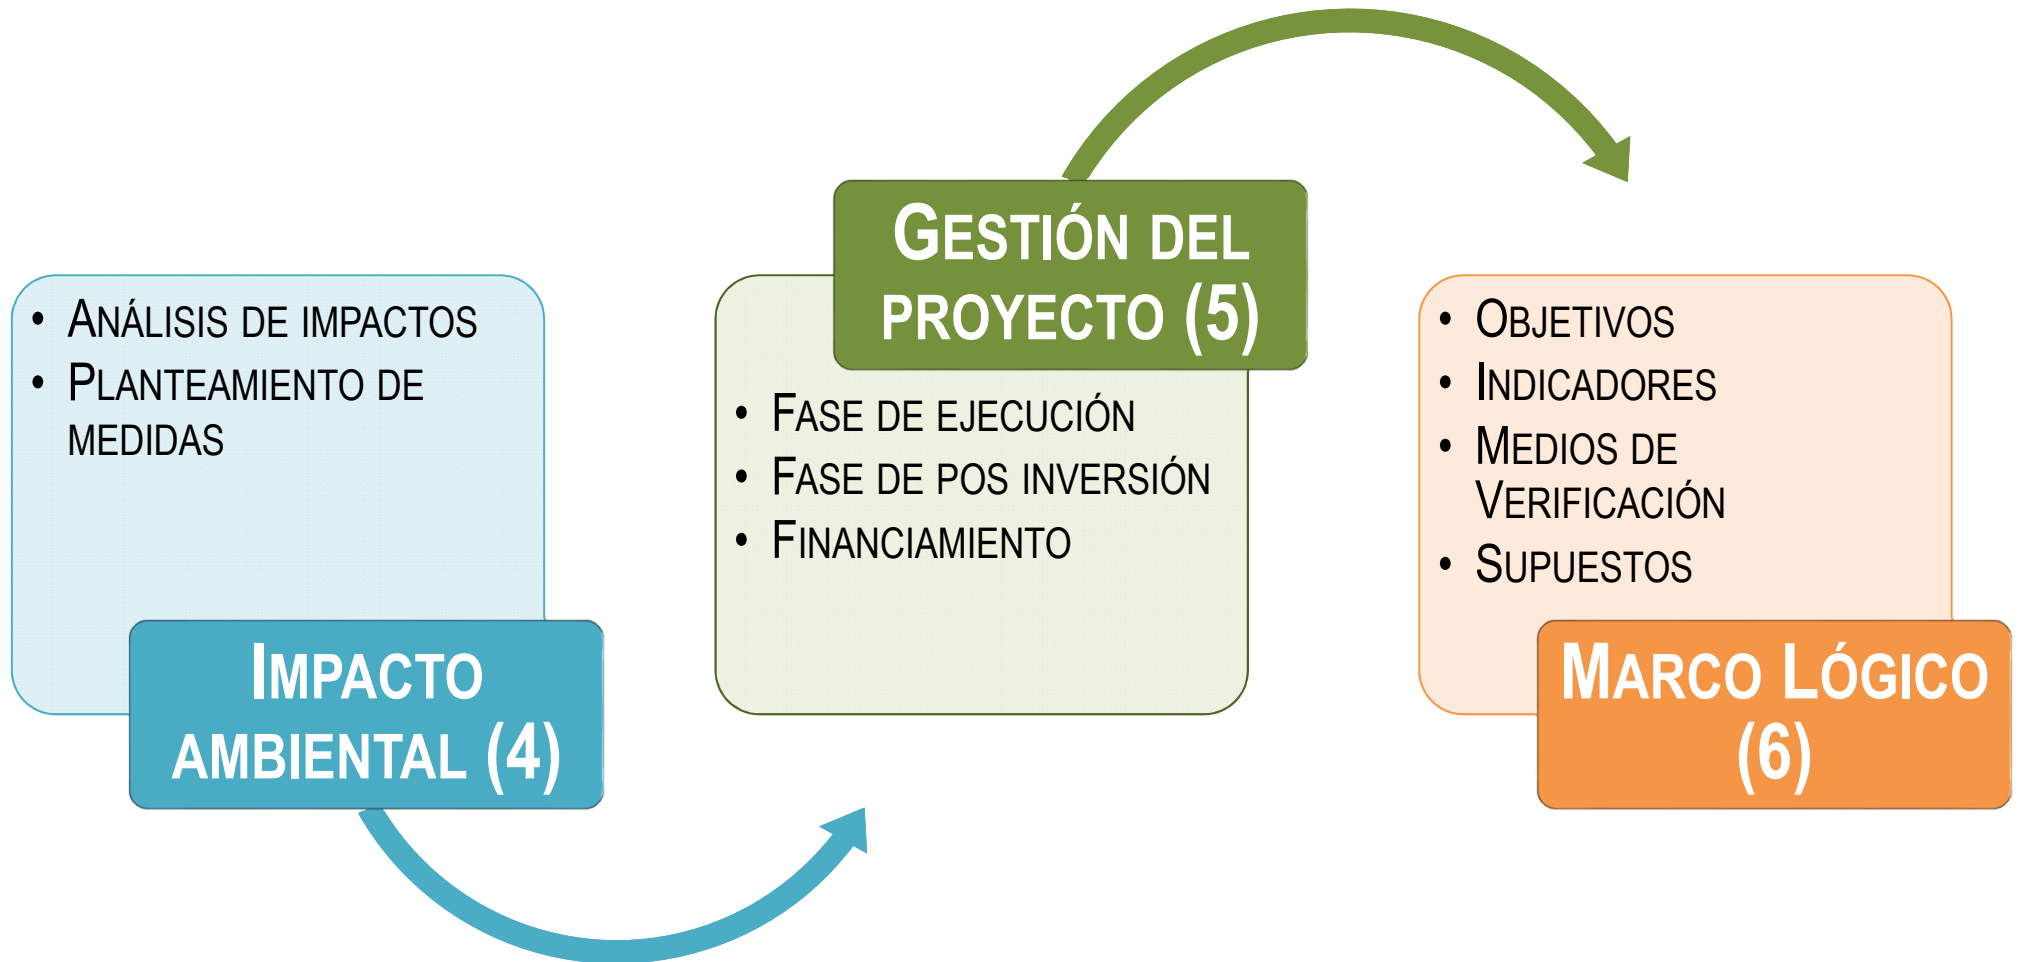 • Análisis de impactos
• Planteamiento de
medidas
Impacto
ambiental (4)
Gestión del
proyecto (5)
• Fase de ejecución
• Fase de pos inversión
• Financiamiento
• Objetivos
• Indicadores
• Medios de
Verificación
• Supuestos
Marco Lógico
(6)